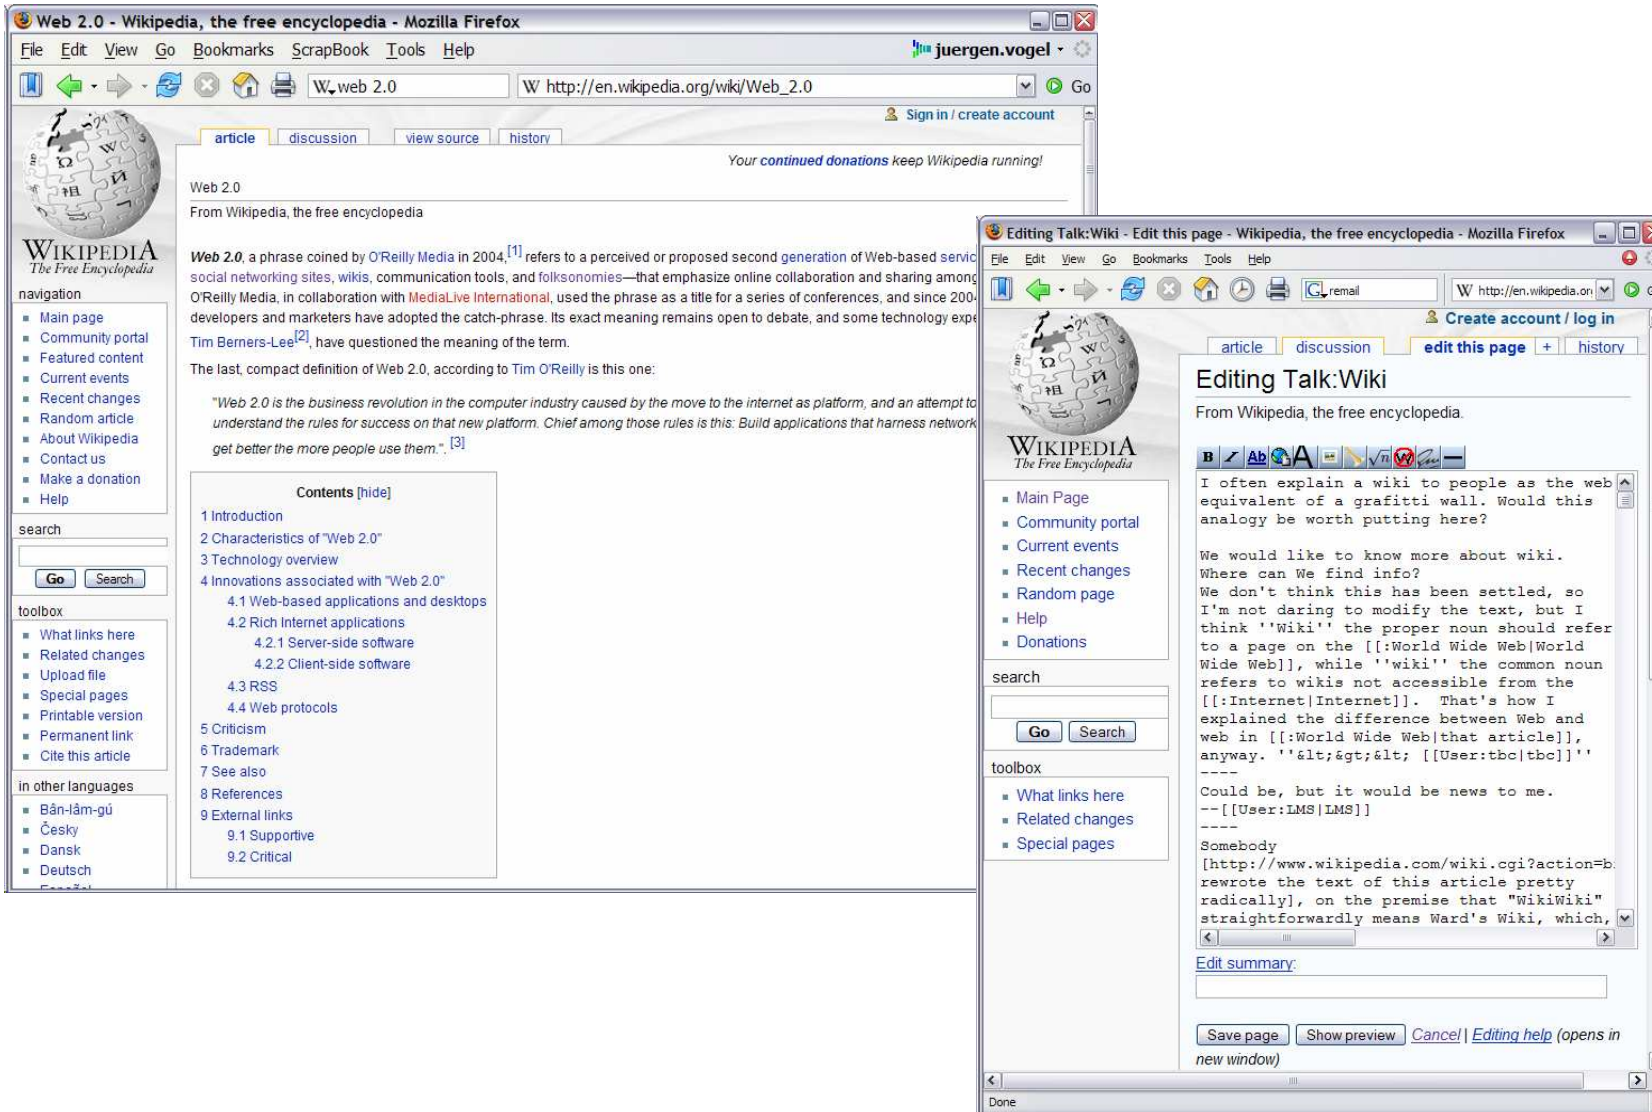 Web 2.0 - Wikipedia, the free encyclopedia - Mozilla Firefox
File Edit View Go Bookmarks ScrapBook Tools Help
juergen.vogel
web 2.0
W http://en.wikipedia.org/wiki/Web_2.0
Go
Sign in / create account
article discussion view source history
Your continued donations keep Wikipedia running!
WIKIPEDIA
The Free Encyclopedia
navigation
Main page
Community portal
Featured content
Current events
Recent changes
Random article
About Wikipedia
Contact us
Make a donation
Help
search
Go Search
toolbox
What links here
Related changes
Upload file
Special pages
Printable version
Permanent link
Cite this article
in other languages
Bân-lâm-gú
Česky
Dansk
Deutsch
Web 2.0
From Wikipedia, the free encyclopedia
Web 2.0, a phrase coined by O'Reilly Media in 2004,[1] refers to a perceived or proposed second generation of Web-based servic
social networking sites, wikis, communication tools, and folksonomies—that emphasize online collaboration and sharing among
O'Reilly Media, in collaboration with MediaLive International, used the phrase as a title for a series of conferences, and since 200
developers and marketers have adopted the catch-phrase. Its exact meaning remains open to debate, and some technology expe
Tim Berners-Lee[2], have questioned the meaning of the term.
The last, compact definition of Web 2.0, according to Tim O'Reilly is this one:
"Web 2.0 is the business revolution in the computer industry caused by the move to the internet as platform, and an attempt to
understand the rules for success on that new platform. Chief among those rules is this: Build applications that harness network
get better the more people use them.". [3]
Contents [hide]
1 Introduction
2 Characteristics of "Web 2.0"
3 Technology overview
4 Innovations associated with "Web 2.0"
4.1 Web-based applications and desktops
4.2 Rich Internet applications
4.2.1 Server-side software
4.2.2 Client-side software
4.3 RSS
4.4 Web protocols
5 Criticism
6 Trademark
7 See also
8 References
9 External links
9.1 Supportive
9.2 Critical
Editing Talk:Wiki - Edit this page - Wikipedia, the free encyclopedia - Mozilla Firefox
File Edit View Go Bookmarks Tools Help
remail
W http://en.wikipedia.or
Create account / log in
article discussion edit this page + history
WIKIPEDIA
The Free Encyclopedia
Main Page
Community portal
Current events
Recent changes
Random page
Help
Donations
search
Go Search
toolbox
What links here
Related changes
Special pages
Editing Talk:Wiki
From Wikipedia, the free encyclopedia.
I often explain a wiki to people as the web
equivalent of a grafitti wall. Would this
analogy be worth putting here?
We would like to know more about wiki.
Where can We find info?
We don't think this has been settled, so
I'm not daring to modify the text, but I
think ''Wiki'' the proper noun should refer
to a page on the [[:World Wide Web|World
Wide Web]], while ''wiki'' the common noun
refers to wikis not accessible from the
[[:Internet|Internet]]. That's how I
explained the difference between Web and
web in [[:World Wide Web|that article]],
anyway. ''&lt;&gt;&lt; [[User:tbc|tbc]]''
----
Could be, but it would be news to me.
--[[User:LMS|LMS]]
----
Somebody
[http://www.wikipedia.com/wiki.cgi?action=b
rewrote the text of this article pretty
radically], on the premise that "WikiWiki"
straightforwardly means Ward's Wiki, which,
Edit summary:
Save page Show preview Cancel | Editing help (opens in
new window)
Done